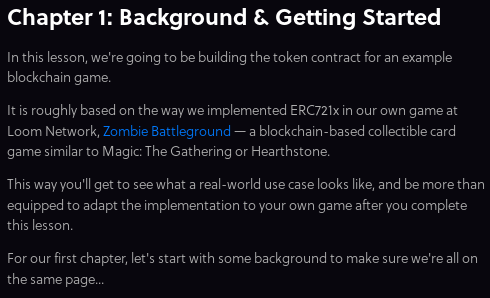 Chapter 1: Background & Getting Started
In this lesson, we're going to be building the token contract for an example
blockchain game.
It is roughly based on the way we implemented ERC721x in our own game at
Loom Network, Zombie Battleground — a blockchain-based collectible card
game similar to Magic: The Gathering or Hearthstone.
This way you'll get to see what a real-world use case looks like, and be more than
equipped to adapt the implementation to your own game after you complete
this lesson.
For our first chapter, let's start with some background to make sure we're all on
the same page...